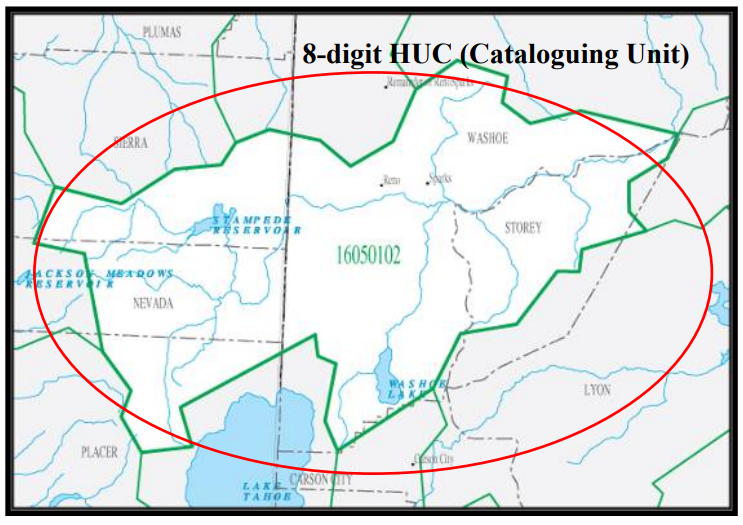 PLUMAS
8-digit HUC (Cataloguing Unit)
WASHOE
SIERRA
Reno
Sparks
STAMPEDE
RESERVOIR
STOREY
16050102
JACKSON MEADOWS
RESERVOIR
NEVADA
WASHOE
LAKE
LYON
PLACER
Carson City
CARSON CITY
LAKE
TAHOE